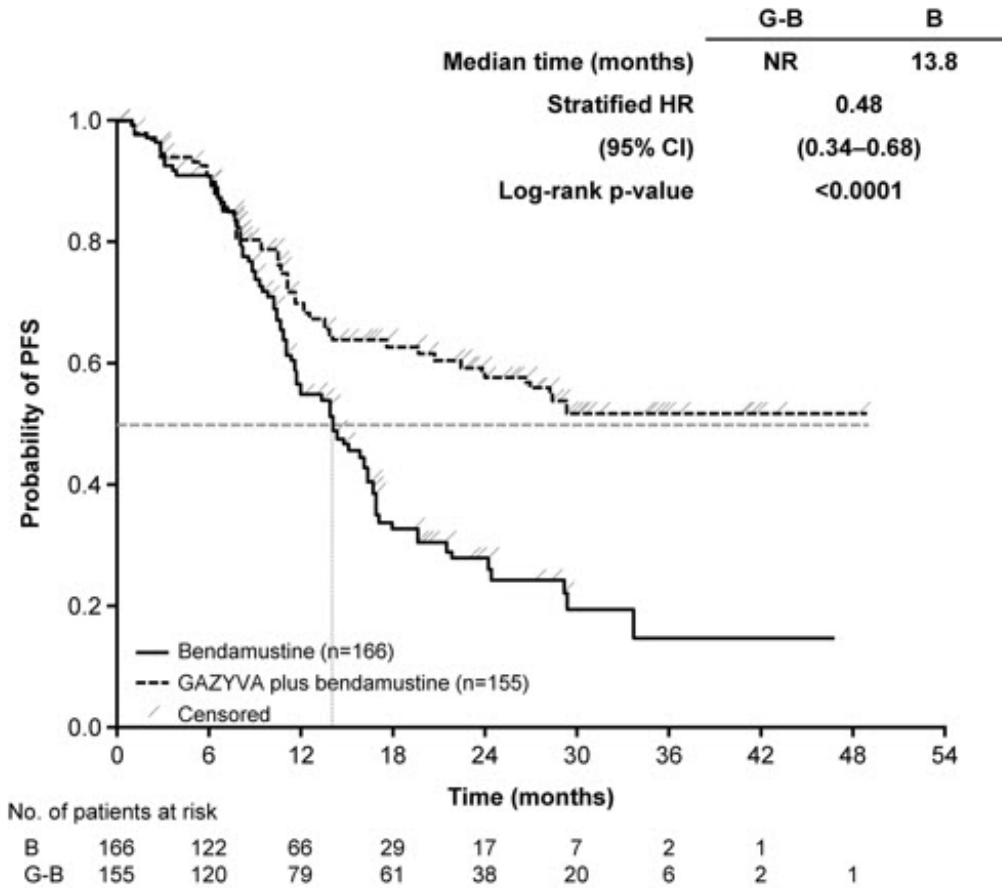 G-B B
Median time (months) NR 13.8
Stratified HR 0.48
(95% CI) (0.34–0.68)
Log-rank p-value <0.0001
1.0
0.8
0.6
0.4
0.2
0.0
Probability of PFS
Bendamustine (n=166)
GAZYVA plus bendamustine (n=155)
Censored
0 6 12 18 24 30 36 42 48 54
Time (months)
No. of patients at risk
B 166 122 66 29 17 7 2 1
G-B 155 120 79 61 38 20 6 2 1